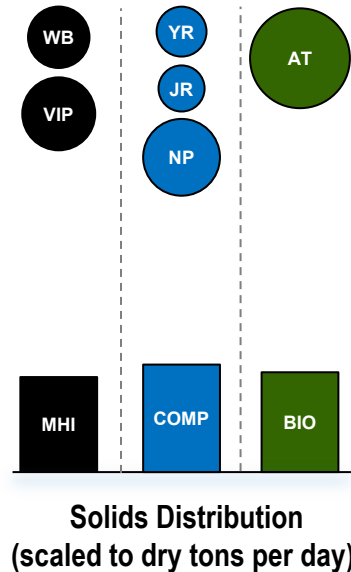 WB
YR
AT
JR
VIP
NP
MHI
COMP
BIO
Solids Distribution
(scaled to dry tons per day)